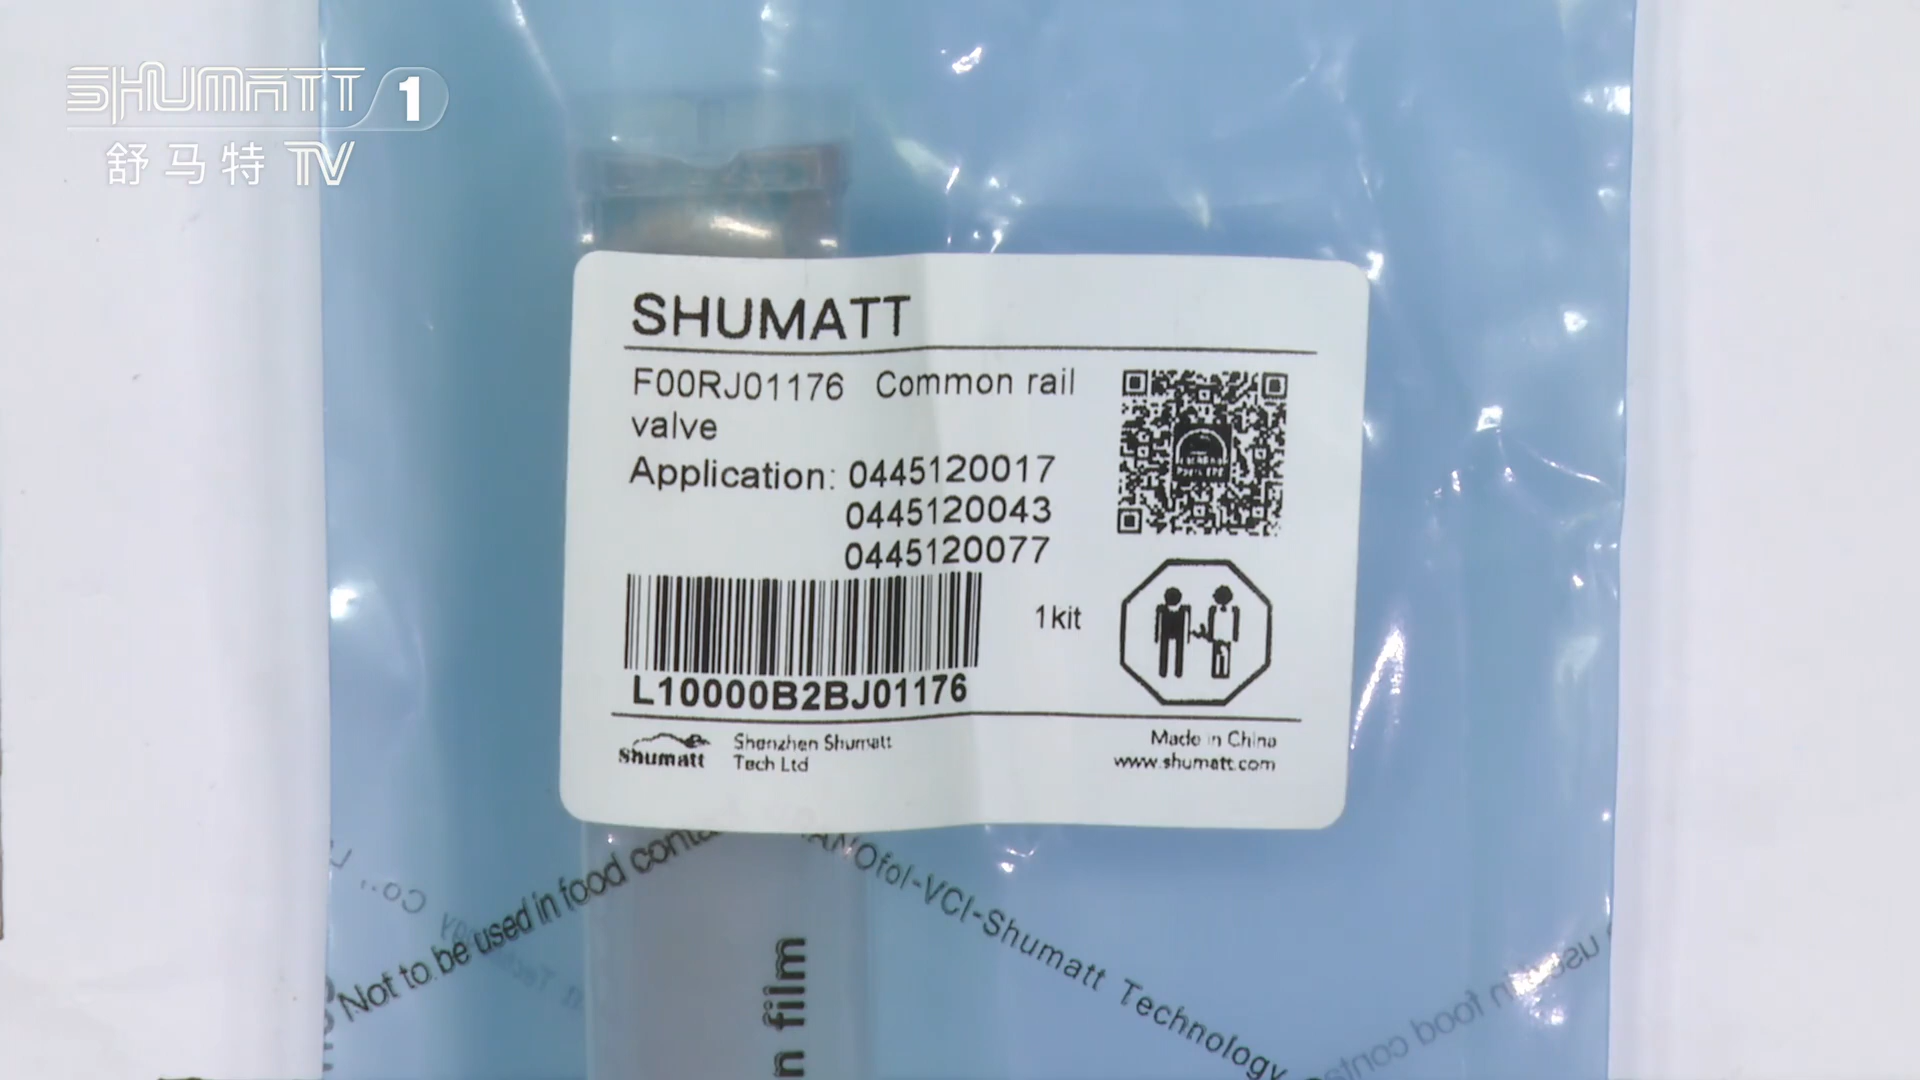 SHUMATT 1
舒马特 TV
SHUMATT
F00RJ01176 Common rail
valve
Application: 0445120017
0445120043
0445120077
1kit
L10000B2BJ01176
Shumatt
Shenzhen Shumatt
Tech Ltd
Made in China
www.shumatt.com
Not to be used in food
-VCI-Shumatt Technology
film